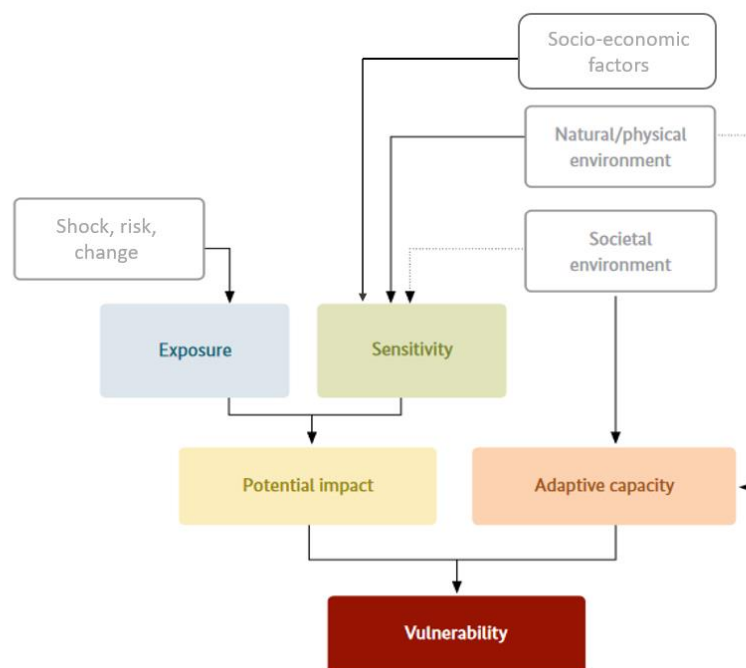 Socio-economic
factors
Natural/physical
environment
Shock, risk,
change
Societal
environment
Exposure
Sensitivity
Potential impact
Adaptive capacity
Vulnerability